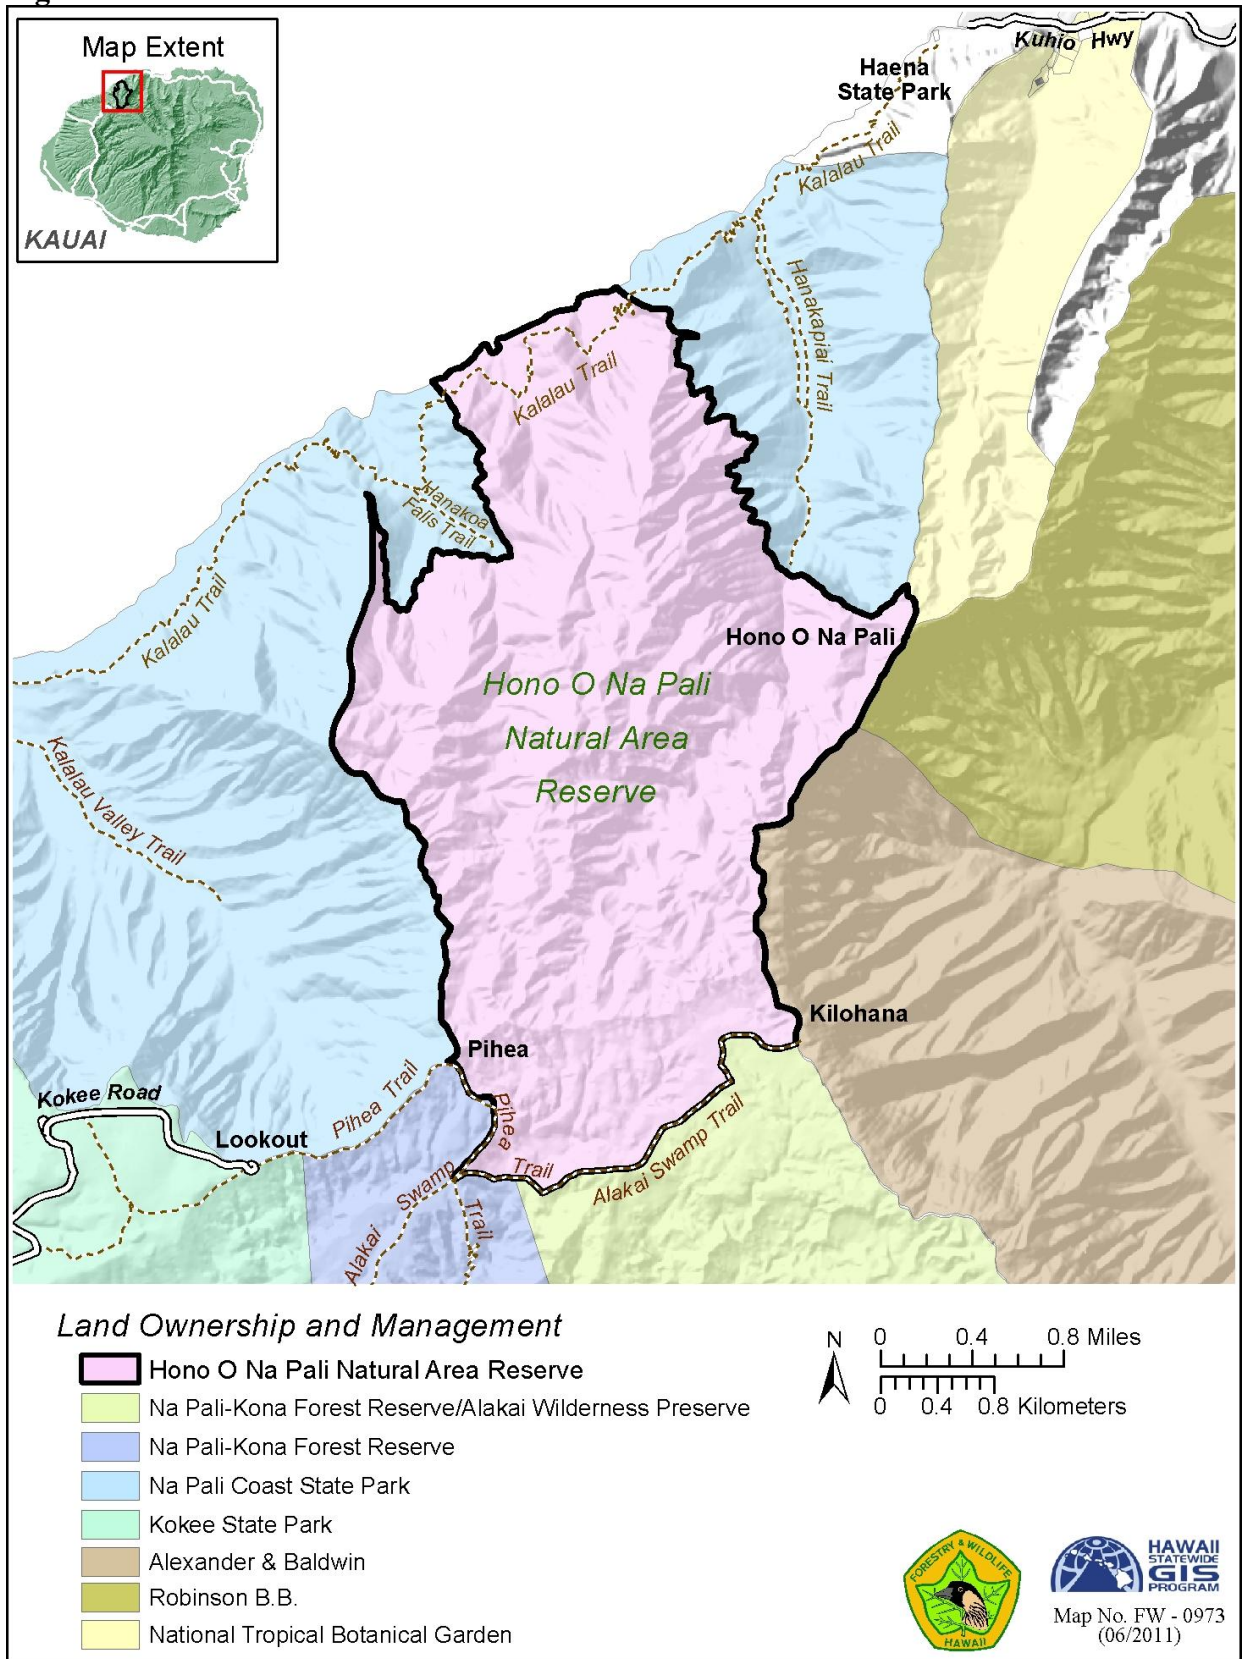 Map Extent
KAUAI
Kuhio Hwy
Haena
State Park
Kalalau Trail
Hanakapiai Trail
Kalalau Trail
Hanakoa
Falls Trail
Kalalau Trail
Hono O Na Pali
Hono O Na Pali
Natural Area
Reserve
Kalalau Valley Trail
Kilohana
Pihea
Kokee Road
Pihea Trail
Pihea
Lookout
Trail
Alakai Swamp Trail
Alakai Swamp
Trail
Land Ownership and Management
Hono O Na Pali Natural Area Reserve
Na Pali-Kona Forest Reserve/Alakai Wilderness Preserve
Na Pali-Kona Forest Reserve
Na Pali Coast State Park
Kokee State Park
Alexander & Baldwin
Robinson B.B.
National Tropical Botanical Garden
N
0 0.4 0.8 Miles
0 0.4 0.8 Kilometers
FORESTRY & WILDLIFE
HAWAII
HAWAII
STATEWIDE
GIS
PROGRAM
Map No. FW - 0973
(06/2011)